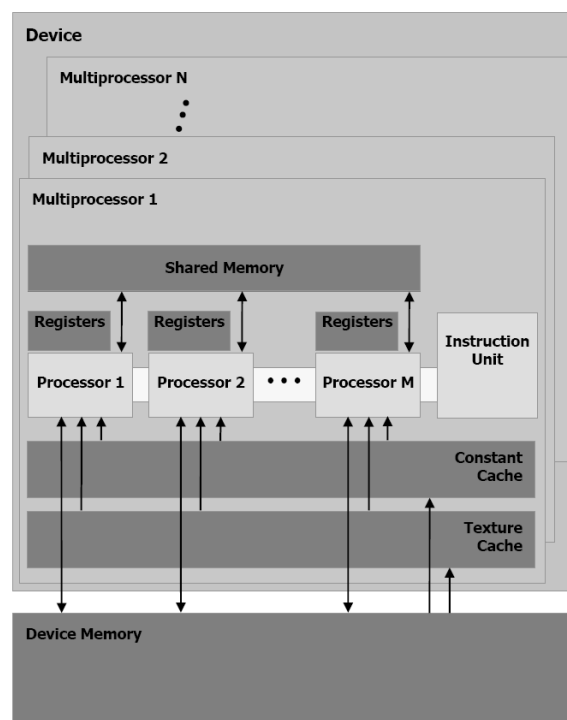 Device
Multiprocessor N
Multiprocessor 2
Multiprocessor 1
Shared Memory
Registers
Registers
Registers
Instruction
Unit
Processor 1
Processor 2
Processor M
Constant
Cache
Texture
Cache
Device Memory